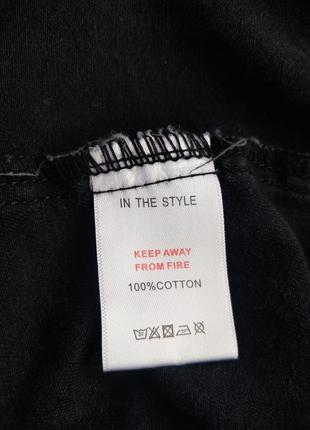 IN THE STYLE
KEEP AWAY
FROM FIRE
100%COTTON